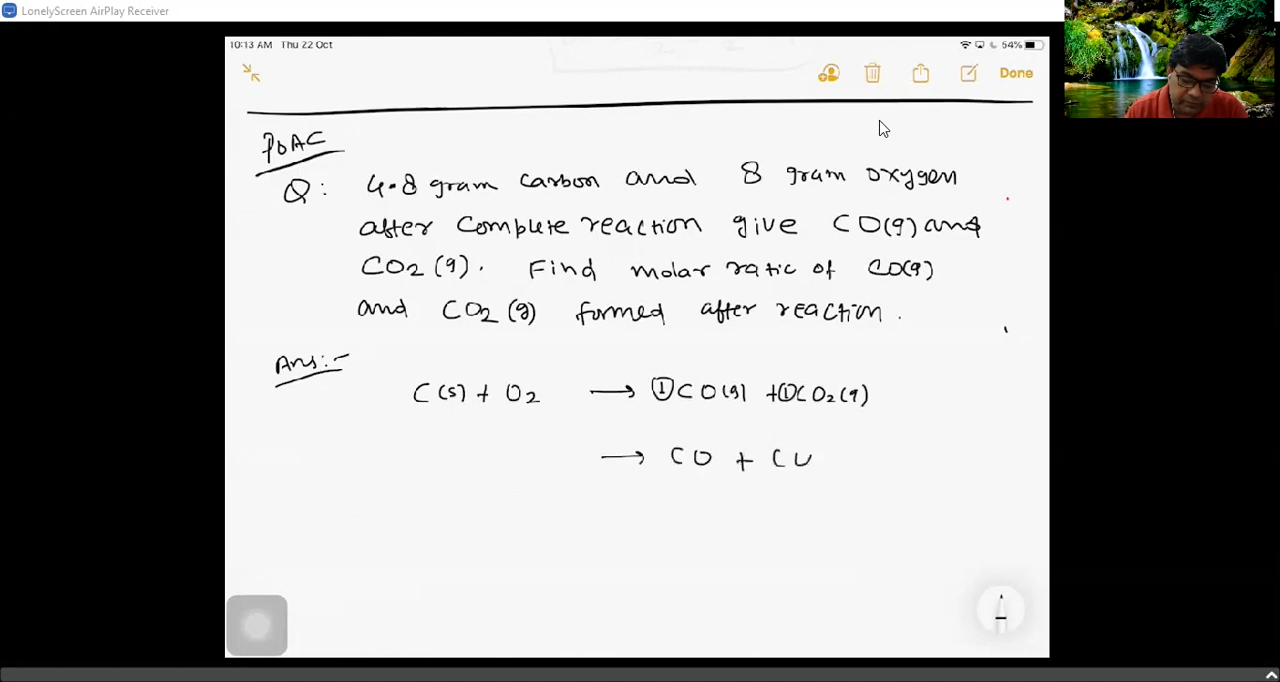 LonelyScreen AirPlay Receiver
10:13 AM Thu 22 Oct
54%
Done
POAC
Q: 4.8 gram carbon and 8 gram oxygen
after complete reaction give CO(g) and
CO2 (g). Find molar ratio of CO(g)
and CO2 (g) formed after reaction.
Ans:-
C(s) + O2 → ①CO(g) + ①CO2(g)
→ CO + CO